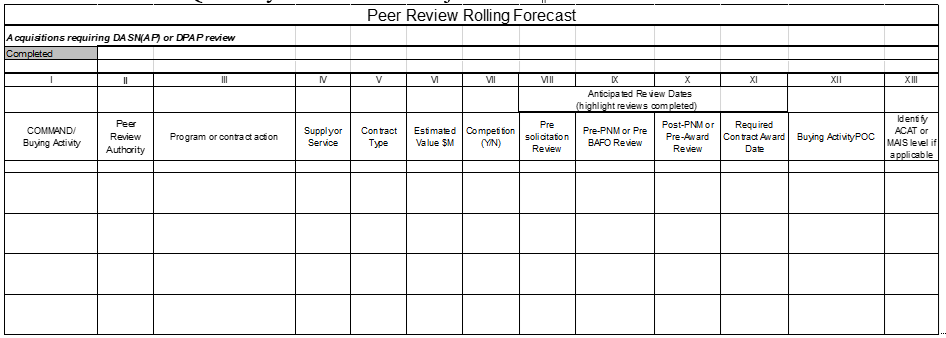 Peer Review Rolling Forecast
Acquisitions requiring DASN(AP) or DPAP review
Completed
I II III IV V VI VII VIII IX X XI XII XIII
Anticipated Review Dates
(highlight reviews completed)
COMMAND/
Buying Activity
Peer
Review
Authority
Program or contract action
Supply or
Service
Contract
Type
Estimated
Value $M
Competition
(Y/N)
Pre
solicitation
Review
Pre-PNM or Pre
BAFO Review
Post-PNM or
Pre-Award
Review
Required
Contract Award
Date
Buying Activity POC
Identify
ACAT or
MAIS level if
applicable